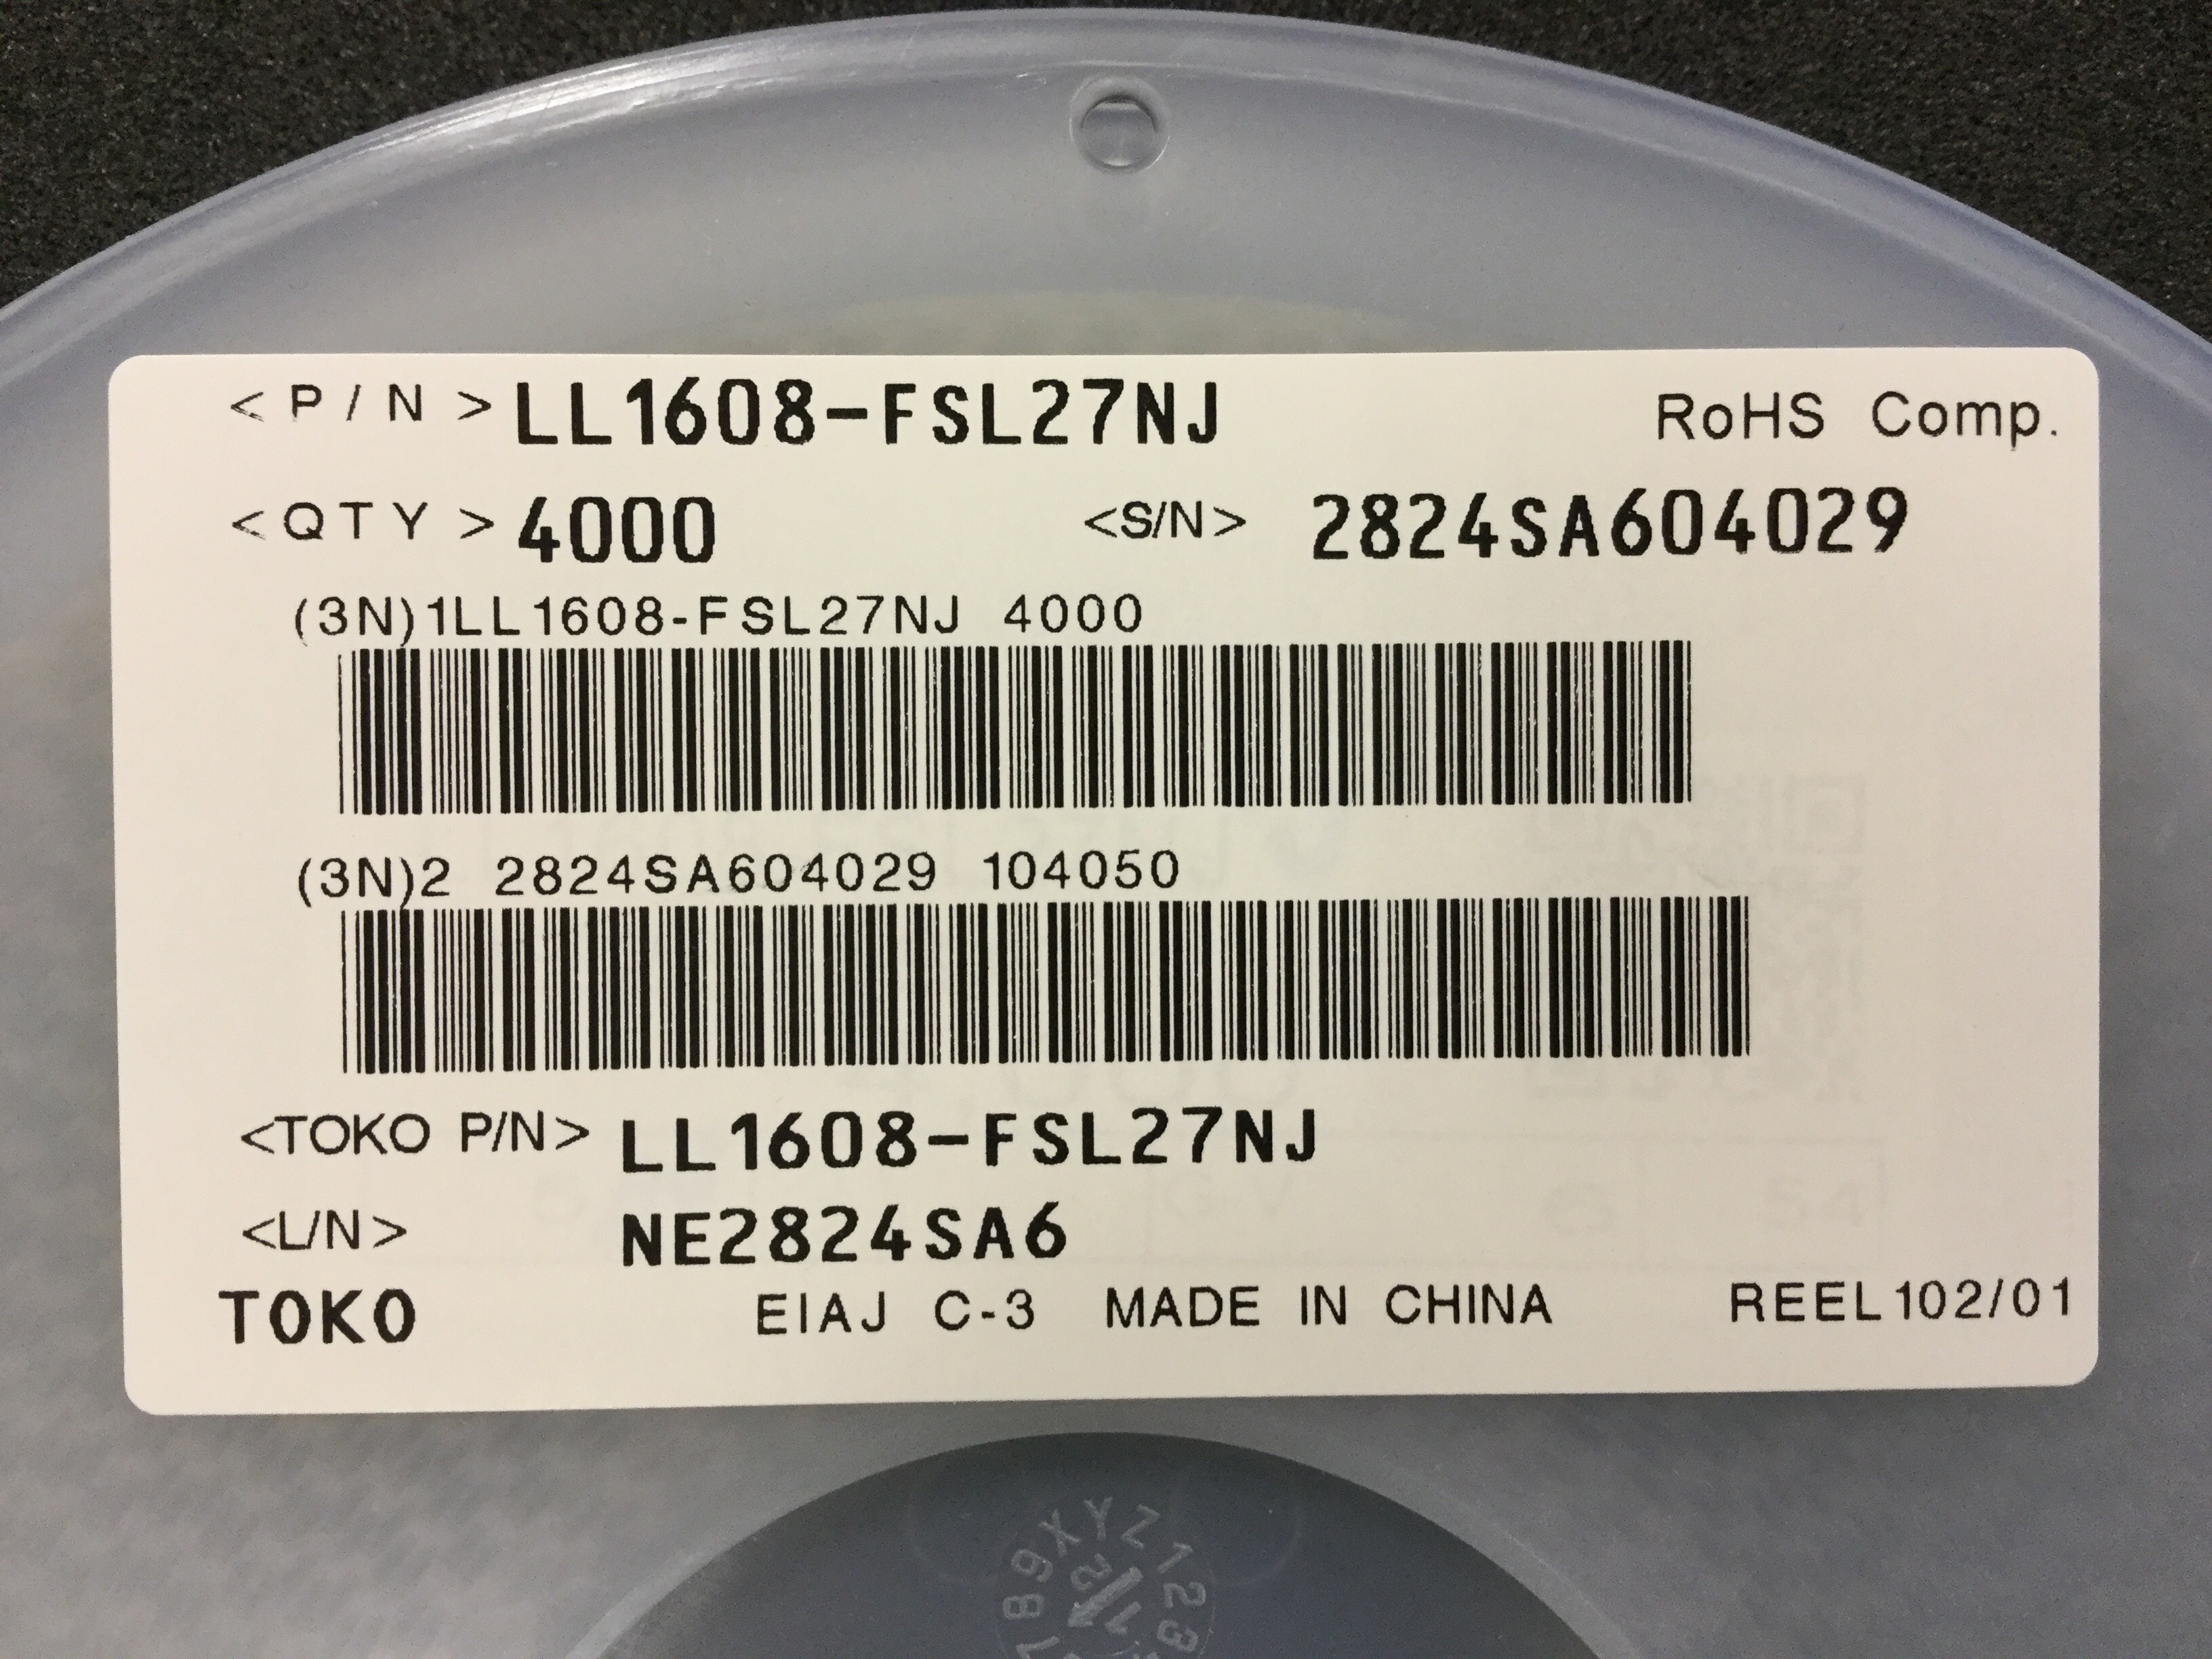 <P/N> LL1608-FSL27NJ RoHS Comp.
<QTY> 4000 <S/N> 2824SA604029
(3N)1LL1608-FSL27NJ 4000
(3N)2 2824SA604029 104050
<TOKO P/N> LL1608-FSL27NJ
<L/N> NE2824SA6
TOKO EIAJ C-3 MADE IN CHINA REEL102/01
789XYZ123